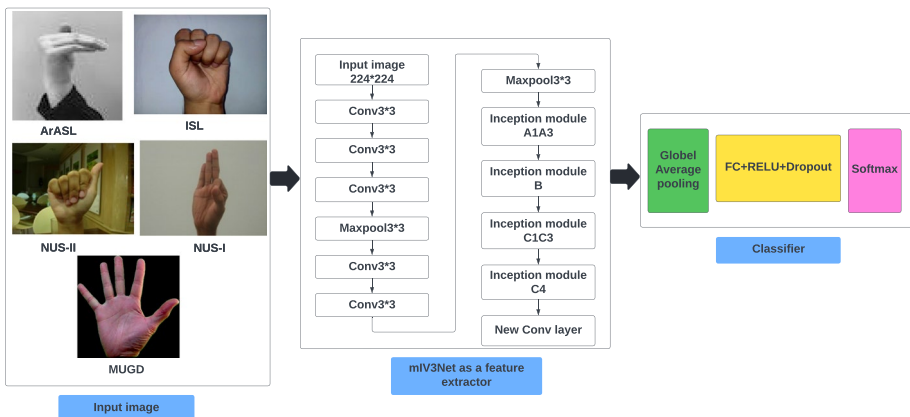 ArASL
ISL
NUS-II
NUS-I
MUGD
Input image
Input image
224*224
Conv3*3
Conv3*3
Conv3*3
Maxpool3*3
Conv3*3
Conv3*3
Maxpool3*3
Inception module
A1A3
Inception module
B
Inception module
C1C3
Inception module
C4
New Conv layer
mIV3Net as a feature
extractor
Globel
Average
pooling
FC+RELU+Dropout
Softmax
Classifier